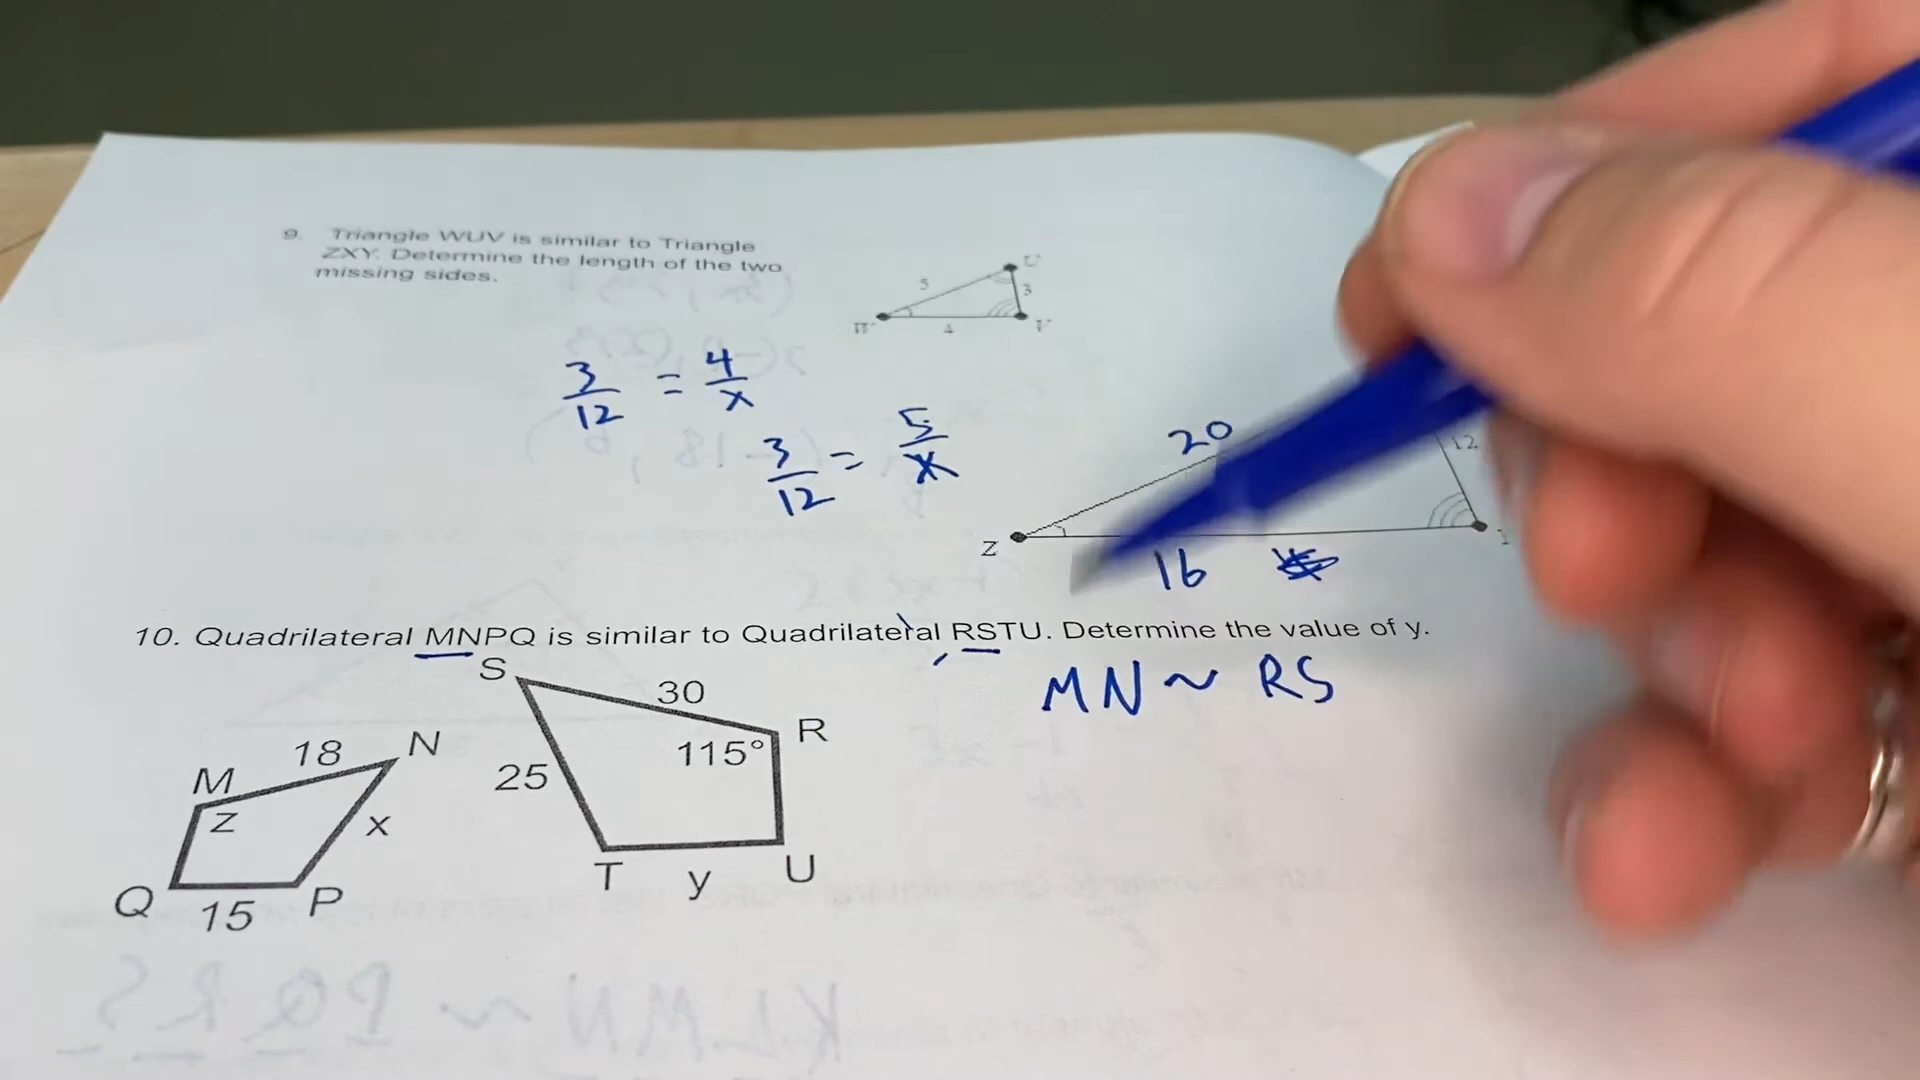 9. Triangle WUV is similar to Triangle
ZXY. Determine the length of the two
missing sides.
U
5
3
W
4
V
3/12 = 4/x
3/12 = 5/x
20
12
Z
16
10. Quadrilateral MNPQ is similar to Quadrilateral RSTU. Determine the value of y.
MN ~ RS
S
30
R
115°
25
T
y
U
M
18
N
z
x
Q
15
P
KLMN ~ PQRS